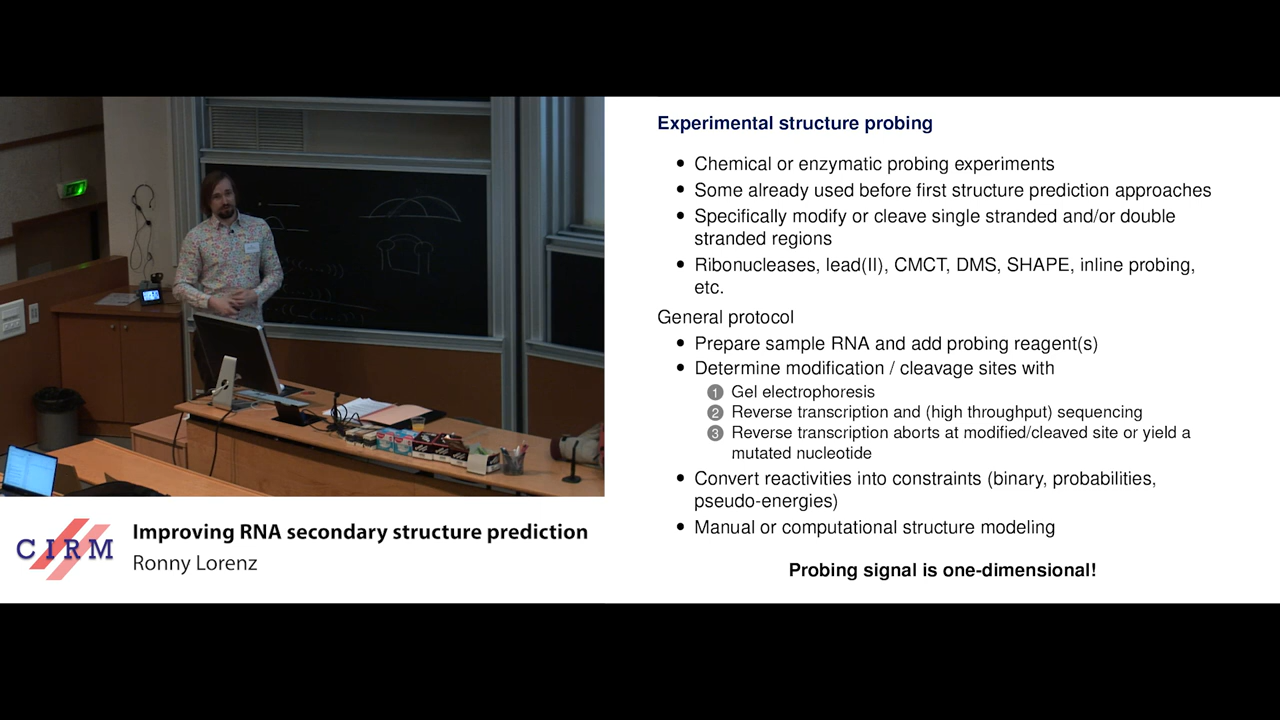 Experimental structure probing
• Chemical or enzymatic probing experiments
• Some already used before first structure prediction approaches
• Specifically modify or cleave single stranded and/or double
stranded regions
• Ribonucleases, lead(II), CMCT, DMS, SHAPE, inline probing,
etc.
General protocol
• Prepare sample RNA and add probing reagent(s)
• Determine modification / cleavage sites with
1 Gel electrophoresis
2 Reverse transcription and (high throughput) sequencing
3 Reverse transcription aborts at modified/cleaved site or yield a
mutated nucleotide
• Convert reactivities into constraints (binary, probabilities,
pseudo-energies)
• Manual or computational structure modeling
Probing signal is one-dimensional!
CIRM
Improving RNA secondary structure prediction
Ronny Lorenz